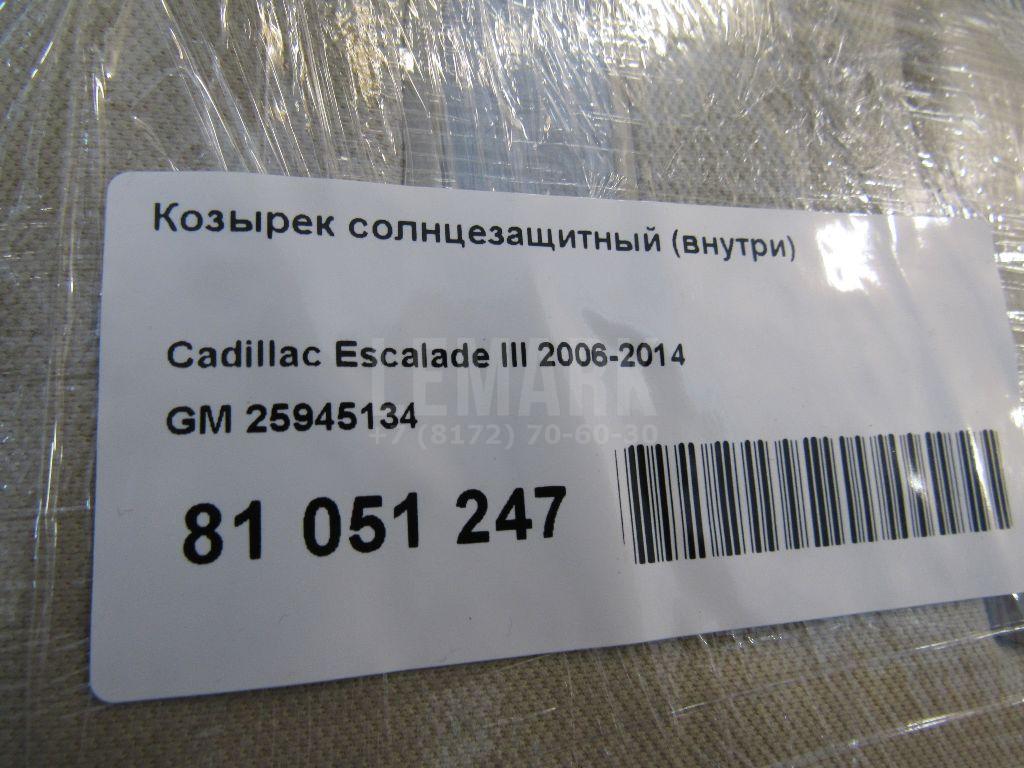 Козырек солнцезащитный (внутри)
Cadillac Escalade III 2006-2014
LEMARK
GM 25945134
+7 (8172) 70-60-30
81 051 247